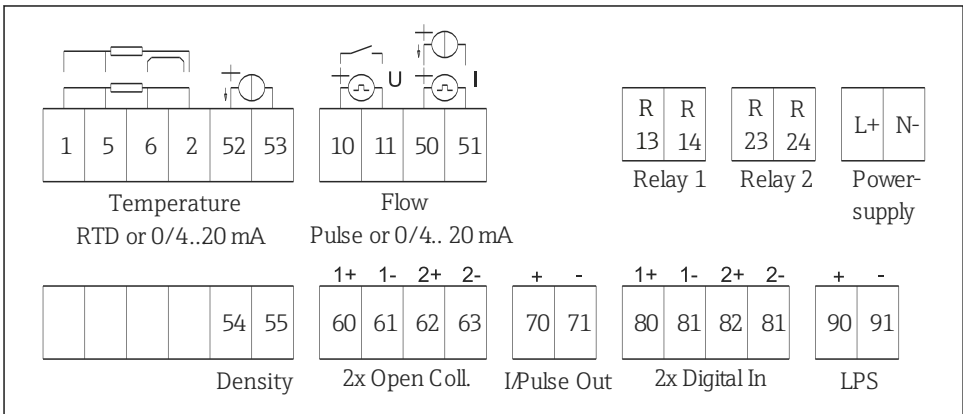 + + U + I
R R R R L+ N-
1 5 6 2 52 53 10 11 50 51 13 14 23 24
Relay 1 Relay 2 Power-
supply
Temperature Flow
RTD or 0/4..20 mA Pulse or 0/4.. 20 mA
1+ 1- 2+ 2- + - 1+ 1- 2+ 2- + -
54 55 60 61 62 63 70 71 80 81 82 81 90 91
Density 2x Open Coll. I/Pulse Out 2x Digital In LPS